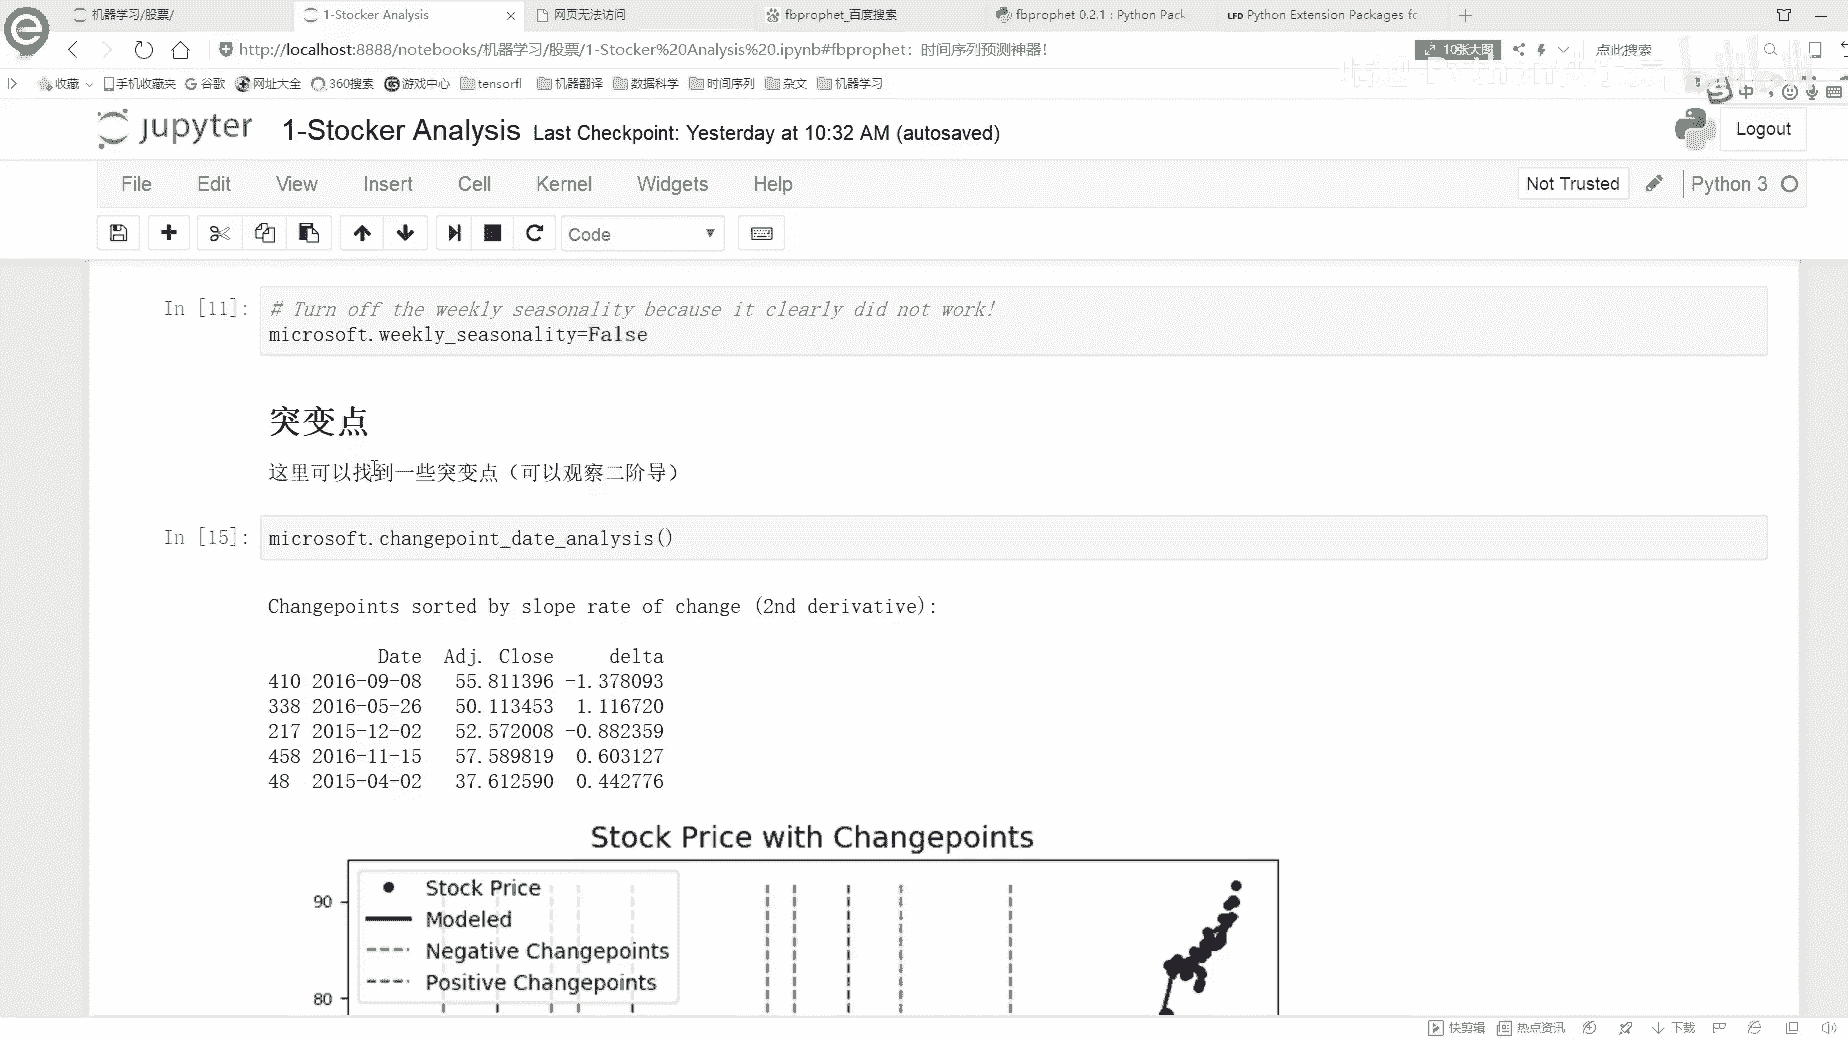 机器学习/股票/
1-Stocker Analysis
网页无法访问
fbprophet_百度搜索
fbprophet 0.2.1 : Python Pack
LFD Python Extension Packages fo
http://localhost:8888/notebooks/机器学习/股票/1-Stocker%20Analysis%20.ipynb#fbprophet：时间序列预测神器！
10张大图
点此搜索
收藏
手机收藏夹
谷歌
网址大全
360搜索
游戏中心
tensorfl
机器翻译
数据科学
时间序列
杂文
机器学习
中
jupyter
1-Stocker Analysis
Last Checkpoint: Yesterday at 10:32 AM (autosaved)
Logout
File
Edit
View
Insert
Cell
Kernel
Widgets
Help
Not Trusted
Python 3
Code
In [11]:
# Turn off the weekly seasonality because it clearly did not work!
microsoft.weekly_seasonality=False
突变点
这里可以找到一些突变点（可以观察二阶导）
In [15]:
microsoft.changepoint_date_analysis()
Changepoints sorted by slope rate of change (2nd derivative):
Date Adj. Close delta
410 2016-09-08 55.811396 -1.378093
338 2016-05-26 50.113453 1.116720
217 2015-12-02 52.572008 -0.882359
458 2016-11-15 57.589819 0.603127
48 2015-04-02 37.612590 0.442776
Stock Price with Changepoints
90
80
Stock Price
Modeled
Negative Changepoints
Positive Changepoints
快剪辑
热点资讯
下载